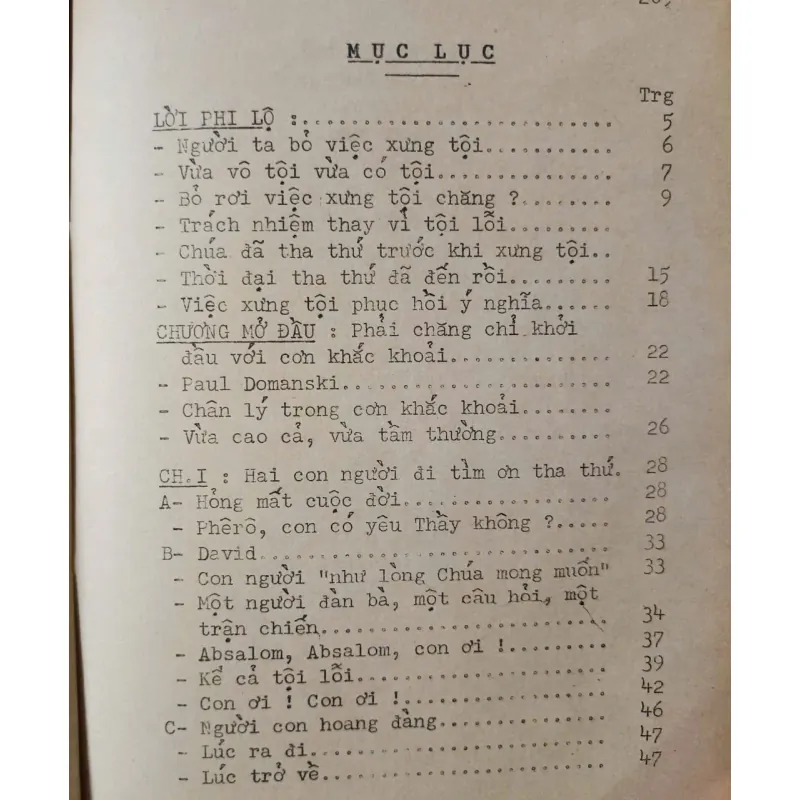 MỤC LỤC
Trg
LỜI PHI LỘ :.......................... 5
- Người ta bỏ việc xưng tội........... 6
- Vừa vô tội vừa có tội............... 7
- Bỏ rơi việc xưng tội chăng ?........ 9
- Trách nhiệm thay vì tội lỗi.........
- Chúa đã tha thứ trước khi xưng tội..
- Thời đại tha thứ đã đến rồi......... 15
- Việc xưng tội phục hồi ý nghĩa...... 18
CHƯƠNG MỞ ĐẦU : Phải chăng chỉ khởi
đầu với cơn khắc khoải.............. 22
- Paul Domanski....................... 22
- Chân lý trong cơn khắc khoải........
- Vừa cao cả, vừa tầm thường.......... 26
CH.I : Hai con người đi tìm ơn tha thứ. 28
A- Hỏng mất cuộc đời.................. 28
- Phêrô, con có yêu Thầy không ?..... 28
B- David.............................. 33
- Con người "như lòng Chúa mong muốn" 33
- Một người đàn bà, một câu hỏi, một
trận chiến......................... 34
- Absalom, Absalom, con ơi !......... 37
- Kể cả tội lỗi...................... 39
- Con ơi ! Con ơi !.................. 42
C- Người con hoang đàng............... 46
- Lúc ra đi.......................... 47
- Lúc trở về......................... 47